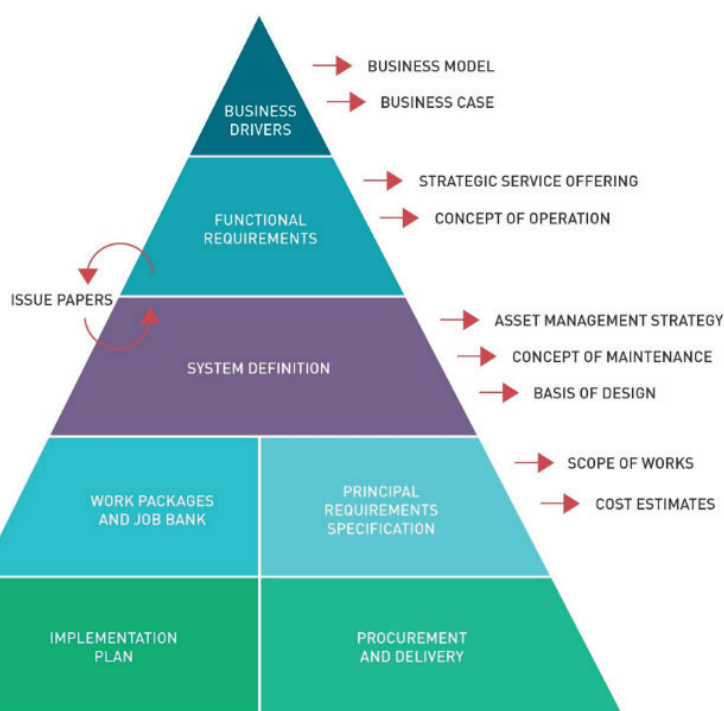 BUSINESS MODEL
BUSINESS CASE
BUSINESS
DRIVERS
STRATEGIC SERVICE OFFERING
CONCEPT OF OPERATION
FUNCTIONAL
REQUIREMENTS
ISSUE PAPERS
ASSET MANAGEMENT STRATEGY
CONCEPT OF MAINTENANCE
BASIS OF DESIGN
SYSTEM DEFINITION
SCOPE OF WORKS
COST ESTIMATES
WORK PACKAGES
AND JOB BANK
PRINCIPAL
REQUIREMENTS
SPECIFICATION
IMPLEMENTATION
PLAN
PROCUREMENT
AND DELIVERY